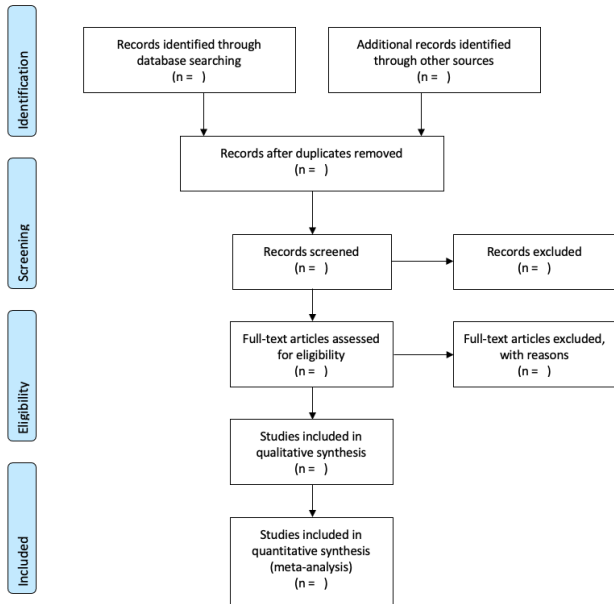 Identification
Records identified through
database searching
(n =   )
Additional records identified
through other sources
(n =   )
Records after duplicates removed
(n =   )
Screening
Records screened
(n =   )
Records excluded
(n =   )
Eligibility
Full-text articles assessed
for eligibility
(n =   )
Full-text articles excluded,
with reasons
(n =   )
Studies included in
qualitative synthesis
(n =   )
Included
Studies included in
quantitative synthesis
(meta-analysis)
(n =   )